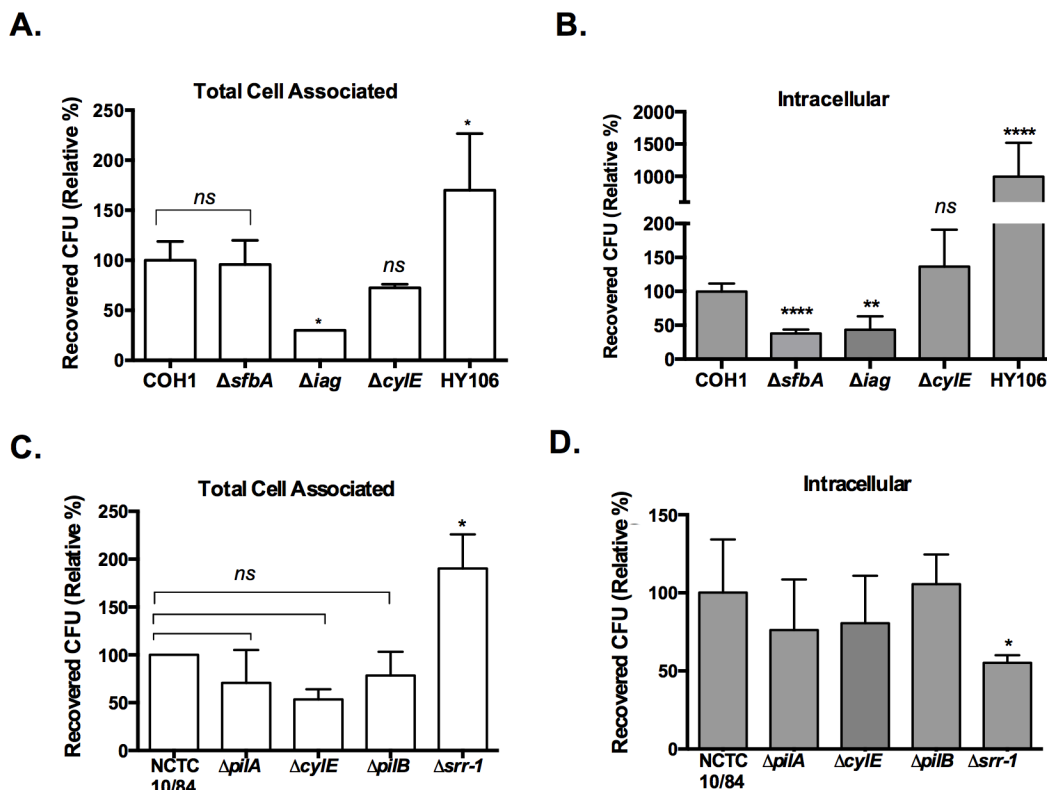 A.
Total Cell Associated
Recovered CFU (Relative %)
250
200
150
100
50
0
ns
*
ns
*
COH1 ΔsfbA Δiag ΔcylE HY106
B.
Intracellular
Recovered CFU (Relative %)
2000
1500
1000
200
150
100
50
0
****
**
ns
****
COH1 ΔsfbA Δiag ΔcylE HY106
C.
Total Cell Associated
Recovered CFU (Relative %)
250
200
150
100
50
0
ns
*
NCTC 10/84 ΔpilA ΔcylE ΔpilB Δsrr-1
D.
Intracellular
Recovered CFU (Relative %)
150
100
50
0
*
NCTC 10/84 ΔpilA ΔcylE ΔpilB Δsrr-1